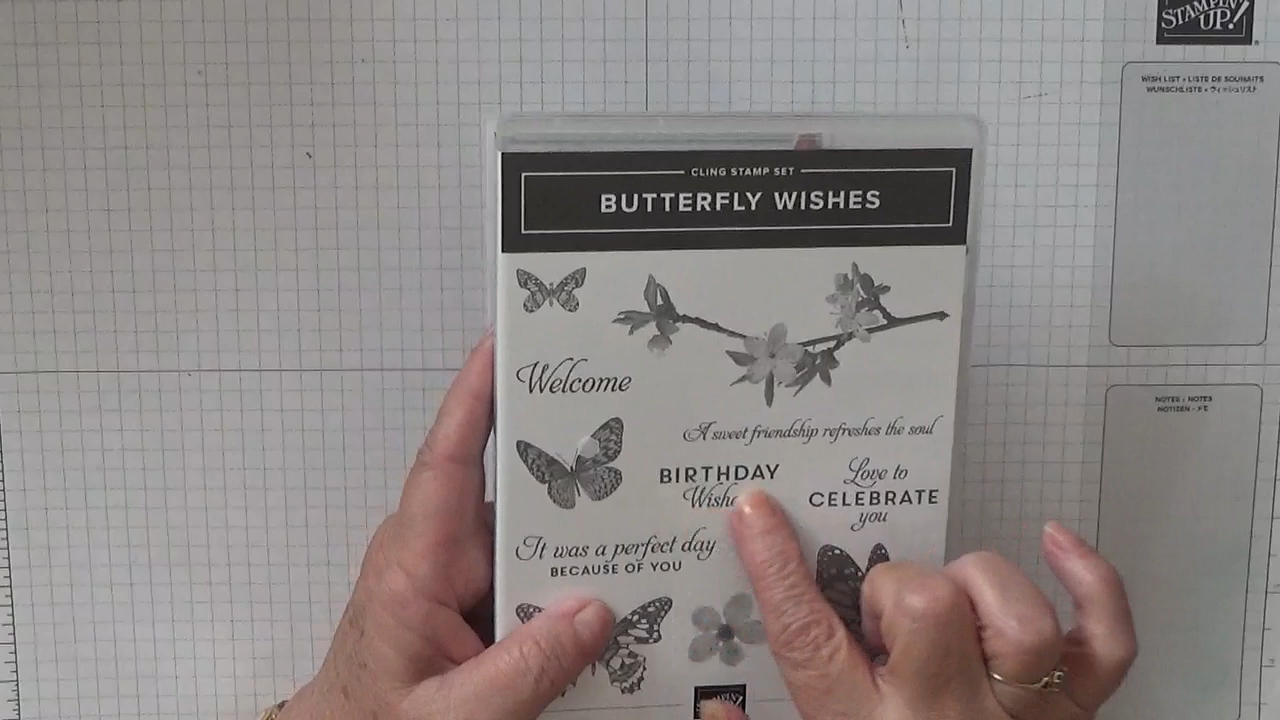 STAMPIN' UP!
WISH LIST • LISTE DE SOUHAITS
WUNSCHLISTE • ウィッシュリスト
CLING STAMP SET
BUTTERFLY WISHES
Welcome
A sweet friendship refreshes the soul
BIRTHDAY
Love to
CELEBRATE
you
It was a perfect day
BECAUSE OF YOU
NOTES • NOTES
NOTIZEN • メモ